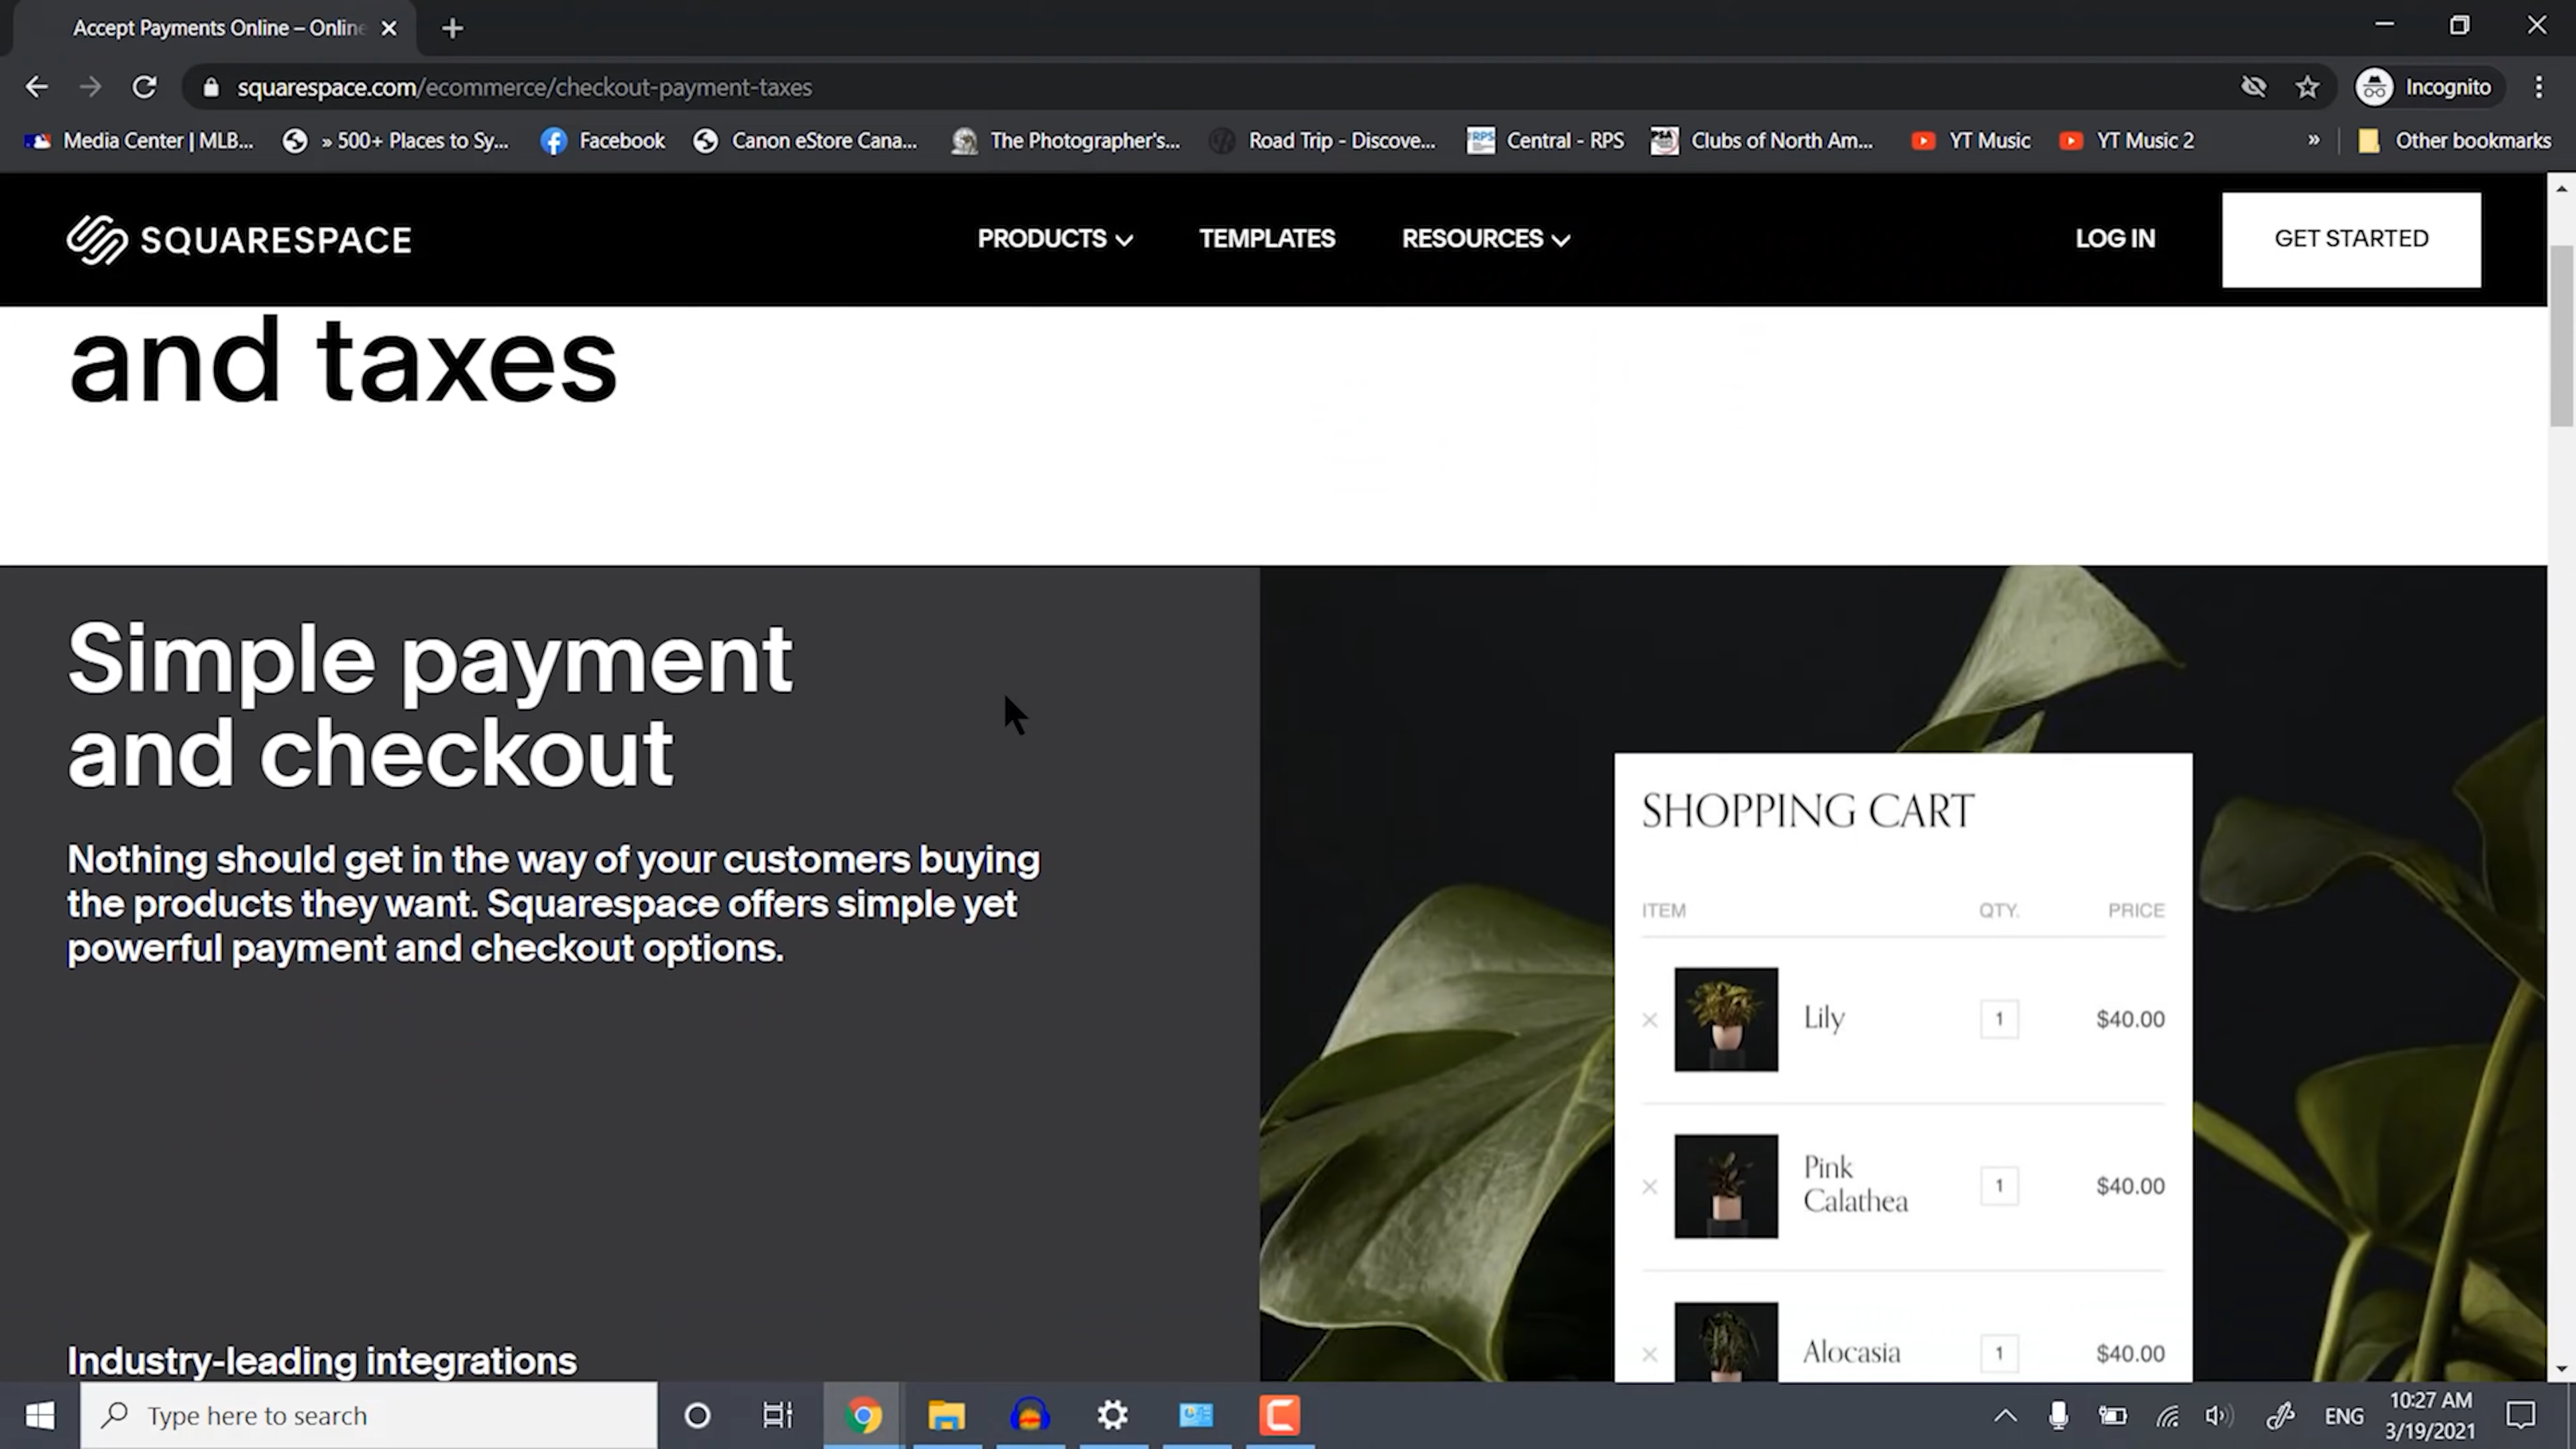 Accept Payments Online – Online
squarespace.com/ecommerce/checkout-payment-taxes
Incognito
Media Center | MLB...
» 500+ Places to Sy...
Facebook
Canon eStore Cana...
The Photographer's...
Road Trip - Discove...
RPS
Central - RPS
PSA
Clubs of North Am...
YT Music
YT Music 2
»
Other bookmarks
SQUARESPACE
PRODUCTS
TEMPLATES
RESOURCES
LOG IN
GET STARTED
and taxes
Simple payment
and checkout
Nothing should get in the way of your customers buying
the products they want. Squarespace offers simple yet
powerful payment and checkout options.
Industry-leading integrations
SHOPPING CART
ITEM QTY. PRICE
Lily 1 $40.00
Pink
Calathea 1 $40.00
Alocasia 1 $40.00
Type here to search
ENG
10:27 AM
3/19/2021